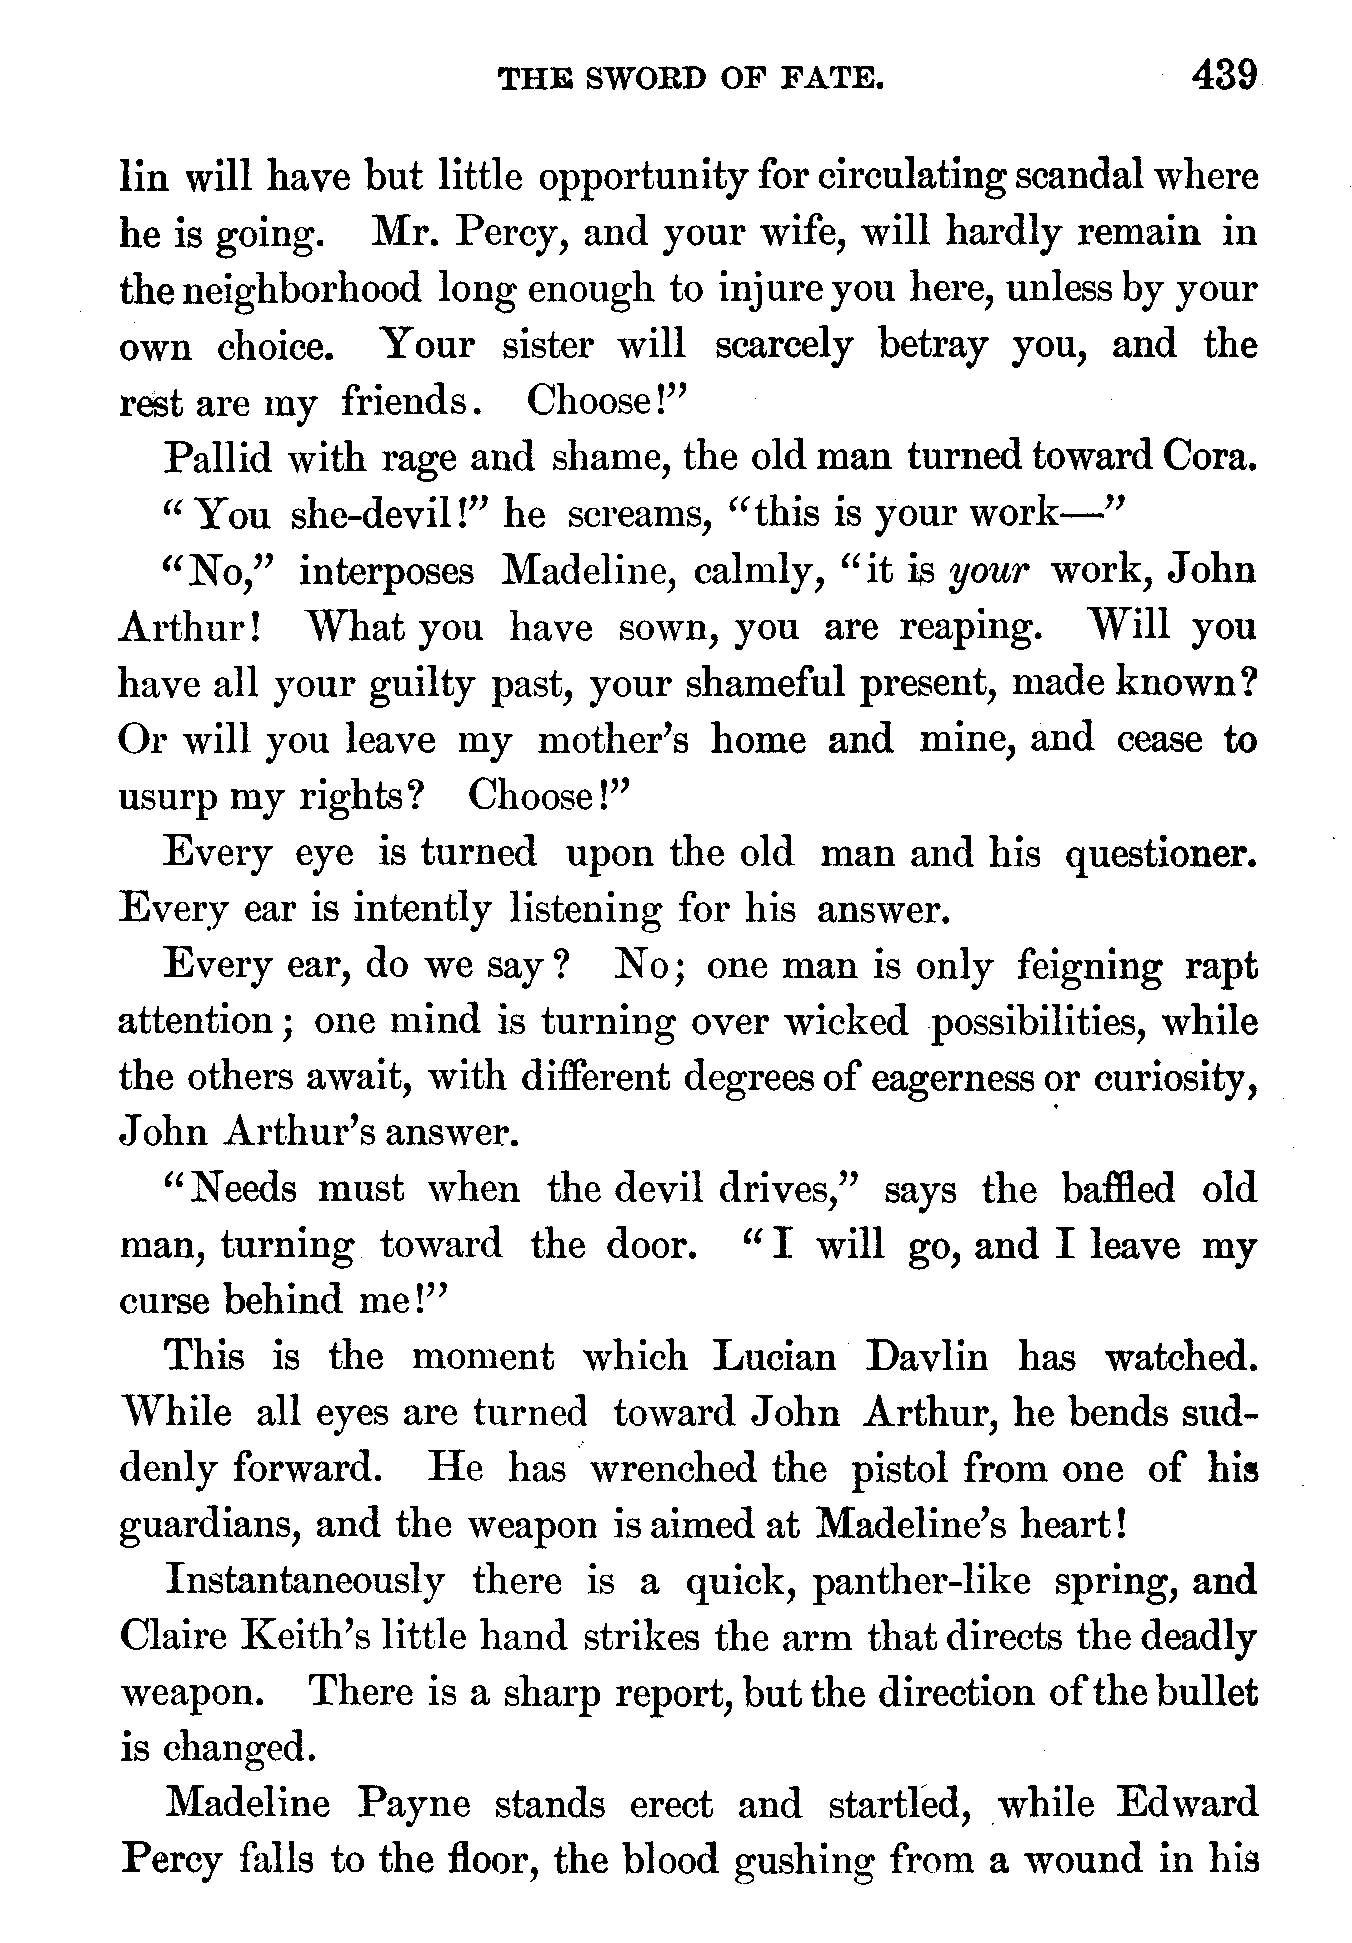 THE SWORD OF FATE. 439
lin will have but little opportunity for circulating scandal where
he is going. Mr. Percy, and your wife, will hardly remain in
the neighborhood long enough to injure you here, unless by your
own choice. Your sister will scarcely betray you, and the
rest are my friends. Choose!”
Pallid with rage and shame, the old man turned toward Cora.
“You she-devil!” he screams, “this is your work—”
“No,” interposes Madeline, calmly, “it is your work, John
Arthur! What you have sown, you are reaping. Will you
have all your guilty past, your shameful present, made known?
Or will you leave my mother’s home and mine, and cease to
usurp my rights? Choose!”
Every eye is turned upon the old man and his questioner.
Every ear is intently listening for his answer.
Every ear, do we say? No; one man is only feigning rapt
attention; one mind is turning over wicked possibilities, while
the others await, with different degrees of eagerness or curiosity,
John Arthur’s answer.
“Needs must when the devil drives,” says the baffled old
man, turning toward the door. “I will go, and I leave my
curse behind me!”
This is the moment which Lucian Davlin has watched.
While all eyes are turned toward John Arthur, he bends sud-
denly forward. He has wrenched the pistol from one of his
guardians, and the weapon is aimed at Madeline’s heart!
Instantaneously there is a quick, panther-like spring, and
Claire Keith’s little hand strikes the arm that directs the deadly
weapon. There is a sharp report, but the direction of the bullet
is changed.
Madeline Payne stands erect and startled, while Edward
Percy falls to the floor, the blood gushing from a wound in his